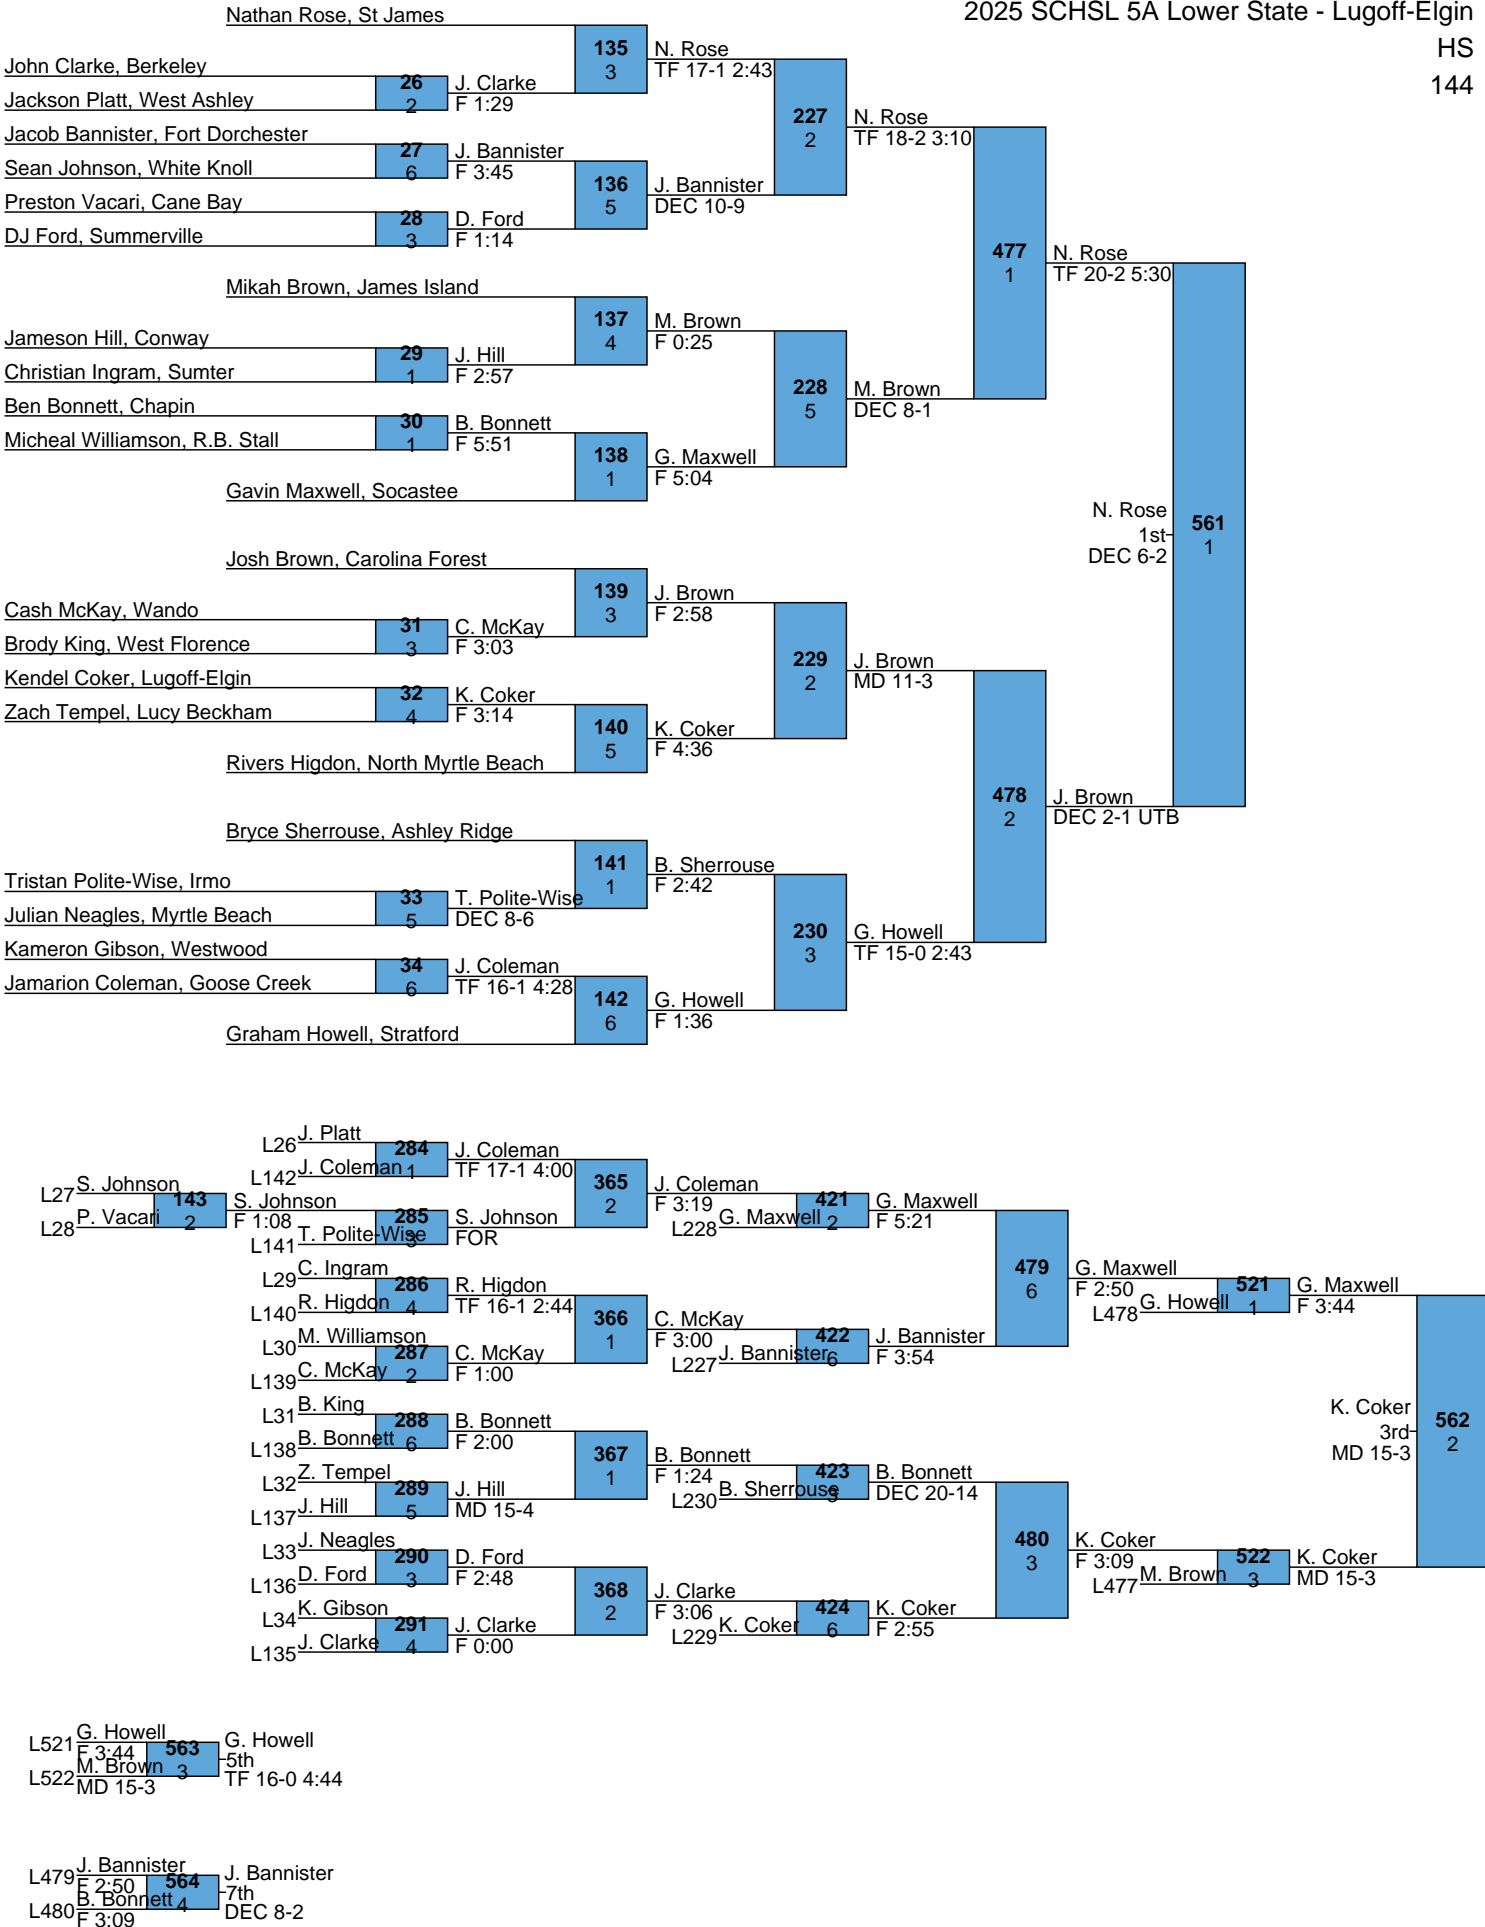 2025 SCHSL 5A Lower State - Lugoff-Elgin
HS
144
Nathan Rose, St James
135
3
N. Rose
TF 17-1 2:43
John Clarke, Berkeley
Jackson Platt, West Ashley
26
2
J. Clarke
F 1:29
227
2
N. Rose
TF 18-2 3:10
Jacob Bannister, Fort Dorchester
Sean Johnson, White Knoll
27
6
J. Bannister
F 3:45
136
5
J. Bannister
DEC 10-9
Preston Vacari, Cane Bay
DJ Ford, Summerville
28
3
D. Ford
F 1:14
477
1
N. Rose
TF 20-2 5:30
Mikah Brown, James Island
137
4
M. Brown
F 0:25
Jameson Hill, Conway
Christian Ingram, Sumter
29
1
J. Hill
F 2:57
228
5
M. Brown
DEC 8-1
Ben Bonnett, Chapin
Micheal Williamson, R.B. Stall
30
1
B. Bonnett
F 5:51
138
1
G. Maxwell
F 5:04
Gavin Maxwell, Socastee
N. Rose
1st
DEC 6-2
561
1
Josh Brown, Carolina Forest
139
3
J. Brown
F 2:58
Cash McKay, Wando
Brody King, West Florence
31
3
C. McKay
F 3:03
229
2
J. Brown
MD 11-3
Kendel Coker, Lugoff-Elgin
Zach Tempel, Lucy Beckham
32
4
K. Coker
F 3:14
140
5
K. Coker
F 4:36
Rivers Higdon, North Myrtle Beach
478
2
J. Brown
DEC 2-1 UTB
Bryce Sherrouse, Ashley Ridge
141
1
B. Sherrouse
F 2:42
Tristan Polite-Wise, Irmo
Julian Neagles, Myrtle Beach
33
5
T. Polite-Wise
DEC 8-6
230
3
G. Howell
TF 15-0 2:43
Kameron Gibson, Westwood
Jamarion Coleman, Goose Creek
34
6
J. Coleman
TF 16-1 4:28
142
6
G. Howell
F 1:36
Graham Howell, Stratford
L26
J. Platt
L142
J. Coleman
284
1
J. Coleman
TF 17-1 4:00
365
2
J. Coleman
F 3:19
L27
S. Johnson
L28
P. Vacari
143
2
S. Johnson
F 1:08
L141
T. Polite-Wise
285
3
S. Johnson
FOR
L228
G. Maxwell
421
2
G. Maxwell
F 5:21
L29
C. Ingram
L140
R. Higdon
286
4
R. Higdon
TF 16-1 2:44
366
1
C. McKay
F 3:00
479
6
G. Maxwell
F 2:50
L478
G. Howell
521
1
G. Maxwell
F 3:44
L30
M. Williamson
L139
C. McKay
287
2
C. McKay
F 1:00
L227
J. Bannister
422
6
J. Bannister
F 3:54
L31
B. King
L138
B. Bonnett
288
6
B. Bonnett
F 2:00
367
1
B. Bonnett
F 1:24
K. Coker
3rd
MD 15-3
562
2
L32
Z. Tempel
L137
J. Hill
289
5
J. Hill
MD 15-4
L230
B. Sherrouse
423
3
B. Bonnett
DEC 20-14
L33
J. Neagles
L136
D. Ford
290
3
D. Ford
F 2:48
368
2
J. Clarke
F 3:06
480
3
K. Coker
F 3:09
L477
M. Brown
522
3
K. Coker
MD 15-3
L34
K. Gibson
L135
J. Clarke
291
4
J. Clarke
F 0:00
L229
K. Coker
424
6
K. Coker
F 2:55
L521
G. Howell
F 3:44
L522
M. Brown
MD 15-3
563
3
G. Howell
5th
TF 16-0 4:44
L479
J. Bannister
F 2:50
L480
B. Bonnett
F 3:09
564
4
J. Bannister
7th
DEC 8-2